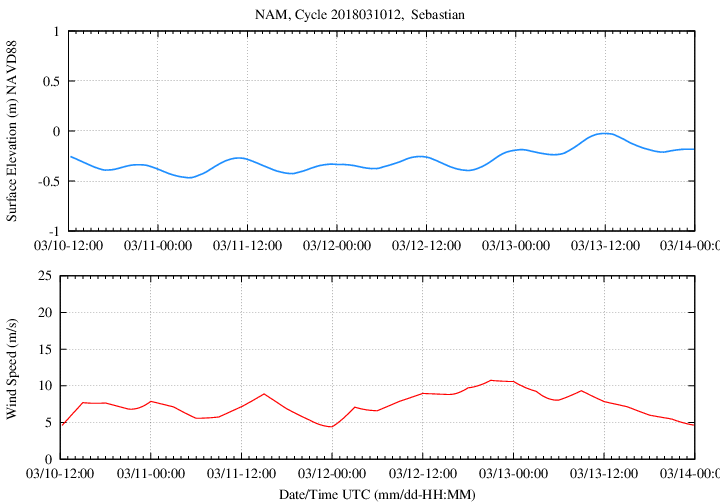 NAM, Cycle 2018031012,  Sebastian
Surface Elevation (m) NAVD88
1
0.5
0
-0.5
-1
03/10-12:00 03/11-00:00 03/11-12:00 03/12-00:00 03/12-12:00 03/13-00:00 03/13-12:00 03/14-00:0
Wind Speed (m/s)
25
20
15
10
5
0
03/10-12:00 03/11-00:00 03/11-12:00 03/12-00:00 03/12-12:00 03/13-00:00 03/13-12:00 03/14-00:0
Date/Time UTC (mm/dd-HH:MM)